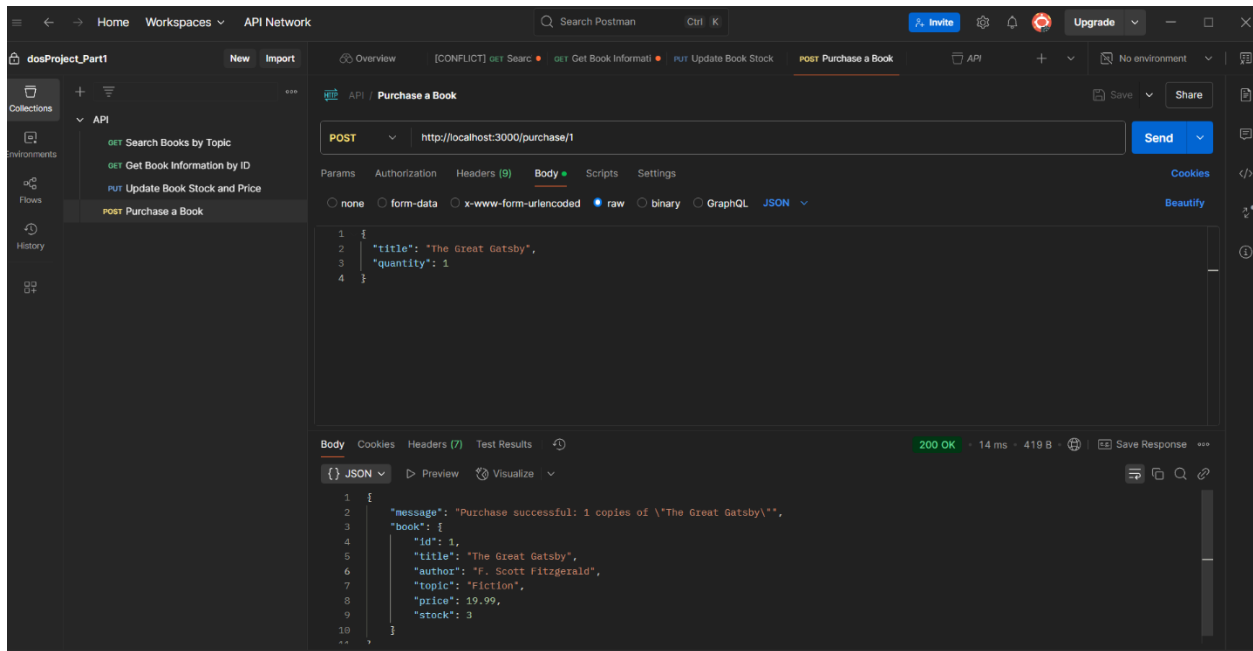 Home Workspaces API Network Search Postman Ctrl K Invite Upgrade
dosProject_Part1 New Import Overview [CONFLICT] GET Searc GET Get Book Informati PUT Update Book Stock POST Purchase a Book API No environment
Collections
Environments
Flows
History
API
GET Search Books by Topic
GET Get Book Information by ID
PUT Update Book Stock and Price
POST Purchase a Book
HTTP API / Purchase a Book Save Share
POST http://localhost:3000/purchase/1 Send
Params Authorization Headers (9) Body Scripts Settings Cookies
none form-data x-www-form-urlencoded raw binary GraphQL JSON Beautify
1 {
2 "title": "The Great Gatsby",
3 "quantity": 1
4 }
Body Cookies Headers (7) Test Results 200 OK 14 ms 419 B Save Response
{} JSON Preview Visualize
1 {
2 "message": "Purchase successful: 1 copies of \"The Great Gatsby\"",
3 "book": {
4 "id": 1,
5 "title": "The Great Gatsby",
6 "author": "F. Scott Fitzgerald",
7 "topic": "Fiction",
8 "price": 19.99,
9 "stock": 3
10 }